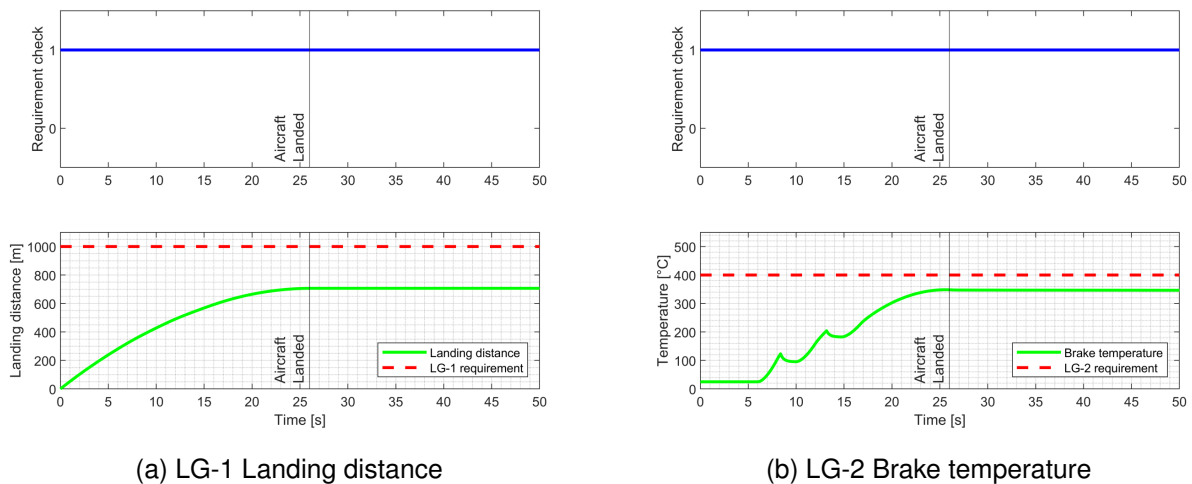 Requirement check
1
0
Aircraft
Landed
0 5 10 15 20 25 30 35 40 45 50
Landing distance [m]
1000
800
600
400
200
0
Aircraft
Landed
Landing distance
LG-1 requirement
0 5 10 15 20 25 30 35 40 45 50
Time [s]
(a) LG-1 Landing distance
Requirement check
1
0
Aircraft
Landed
0 5 10 15 20 25 30 35 40 45 50
Temperature [°C]
500
400
300
200
100
0
Aircraft
Landed
Brake temperature
LG-2 requirement
0 5 10 15 20 25 30 35 40 45 50
Time [s]
(b) LG-2 Brake temperature